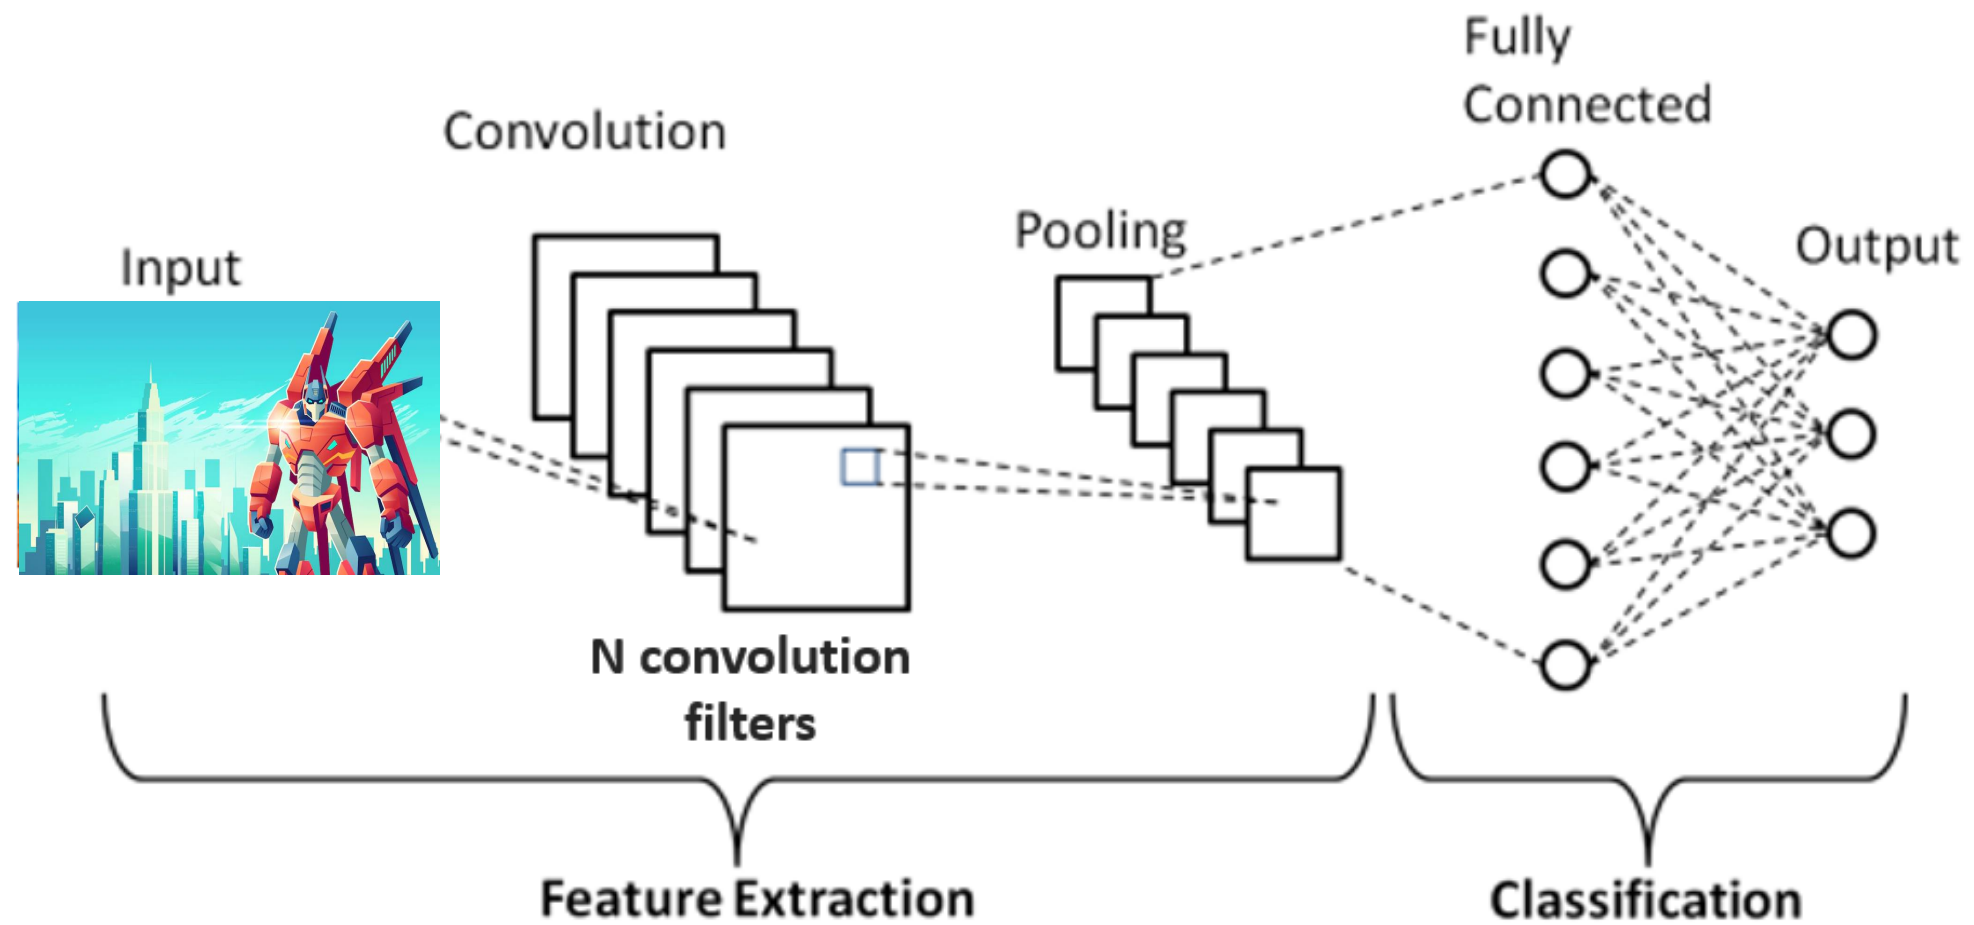 Fully
Connected
Convolution
Pooling
Output
Input
N convolution
filters
Feature Extraction
Classification